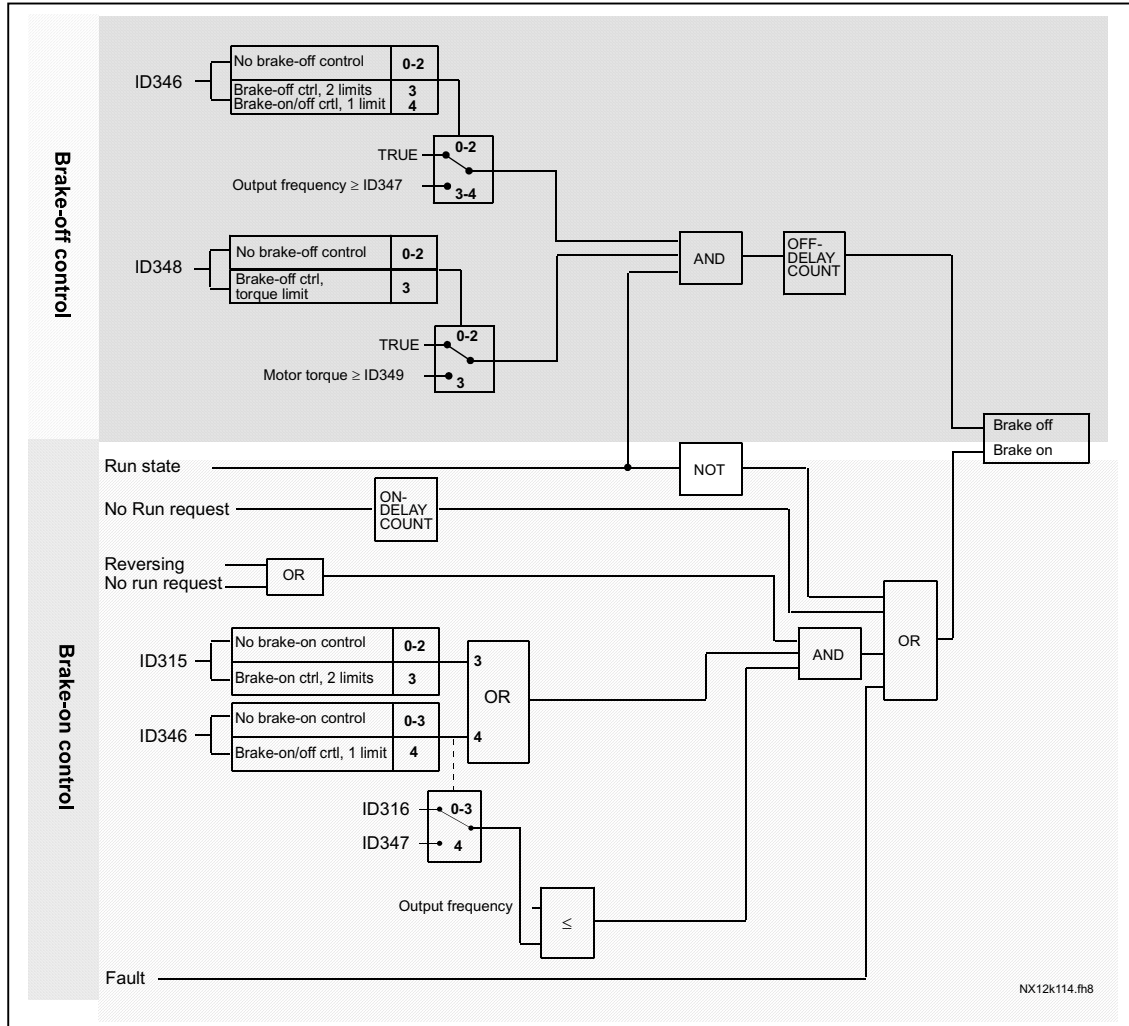 Brake-off control
ID346
No brake-off control 0-2
Brake-off ctrl, 2 limits 3
Brake-on/off crtl, 1 limit 4
0-2
TRUE
Output frequency ≥ ID347
3-4
ID348
No brake-off control 0-2
Brake-off ctrl,
torque limit
3
AND
OFF-
DELAY
COUNT
0-2
TRUE
Motor torque ≥ ID349
3
Brake off
Brake on
Brake-on control
Run state
NOT
No Run request
ON-
DELAY
COUNT
Reversing
No run request
OR
ID315
No brake-on control 0-2
Brake-on ctrl, 2 limits 3
3
OR
4
AND
OR
ID346
No brake-on control 0-3
Brake-on/off crtl, 1 limit 4
ID316
0-3
ID347
4
Output frequency
≤
Fault
NX12k114.fh8